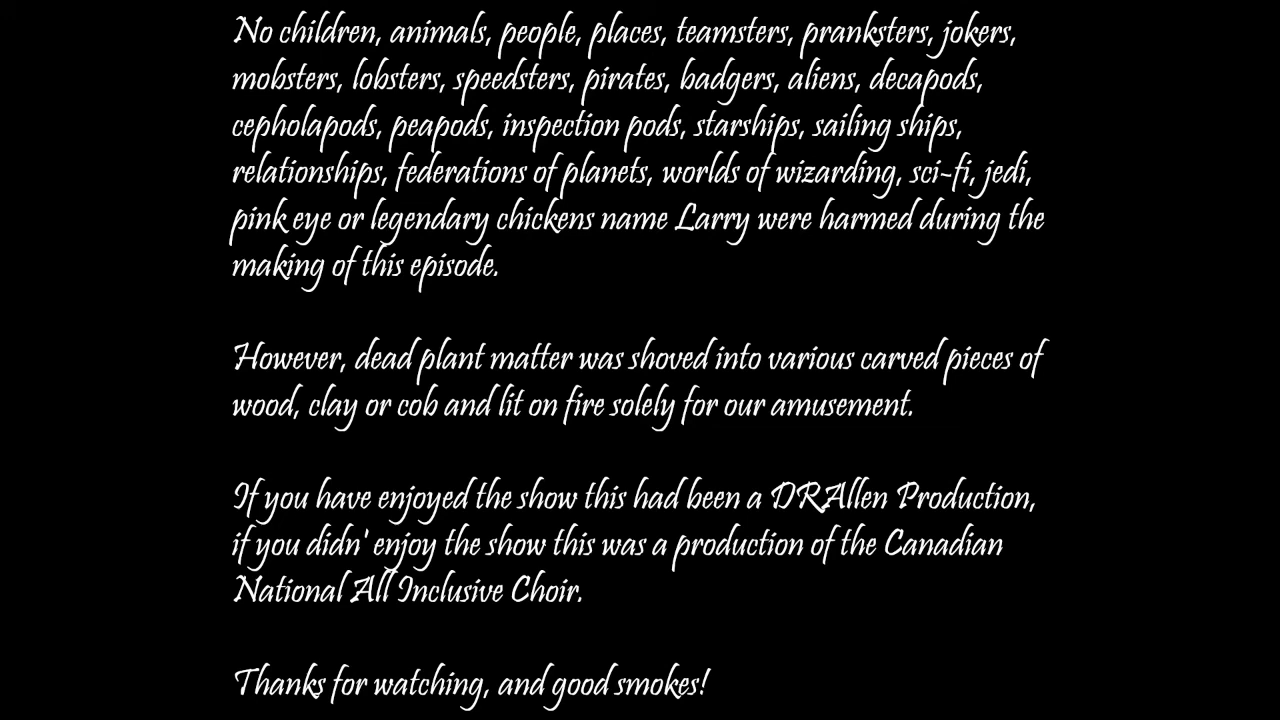 No children, animals, people, places, teamsters, pranksters, jokers,
mobsters, lobsters, speedsters, pirates, badgers, aliens, decapods,
cepholapods, peapods, inspection pods, starships, sailing ships,
relationships, federations of planets, worlds of wizarding, sci-fi, jedi,
pink eye or legendary chickens name Larry were harmed during the
making of this episode.
However, dead plant matter was shoved into various carved pieces of
wood, clay or cob and lit on fire solely for our amusement.
If you have enjoyed the show this had been a DRAllen Production,
if you didn' enjoy the show this was a production of the Canadian
National All Inclusive Choir.
Thanks for watching, and good smokes!